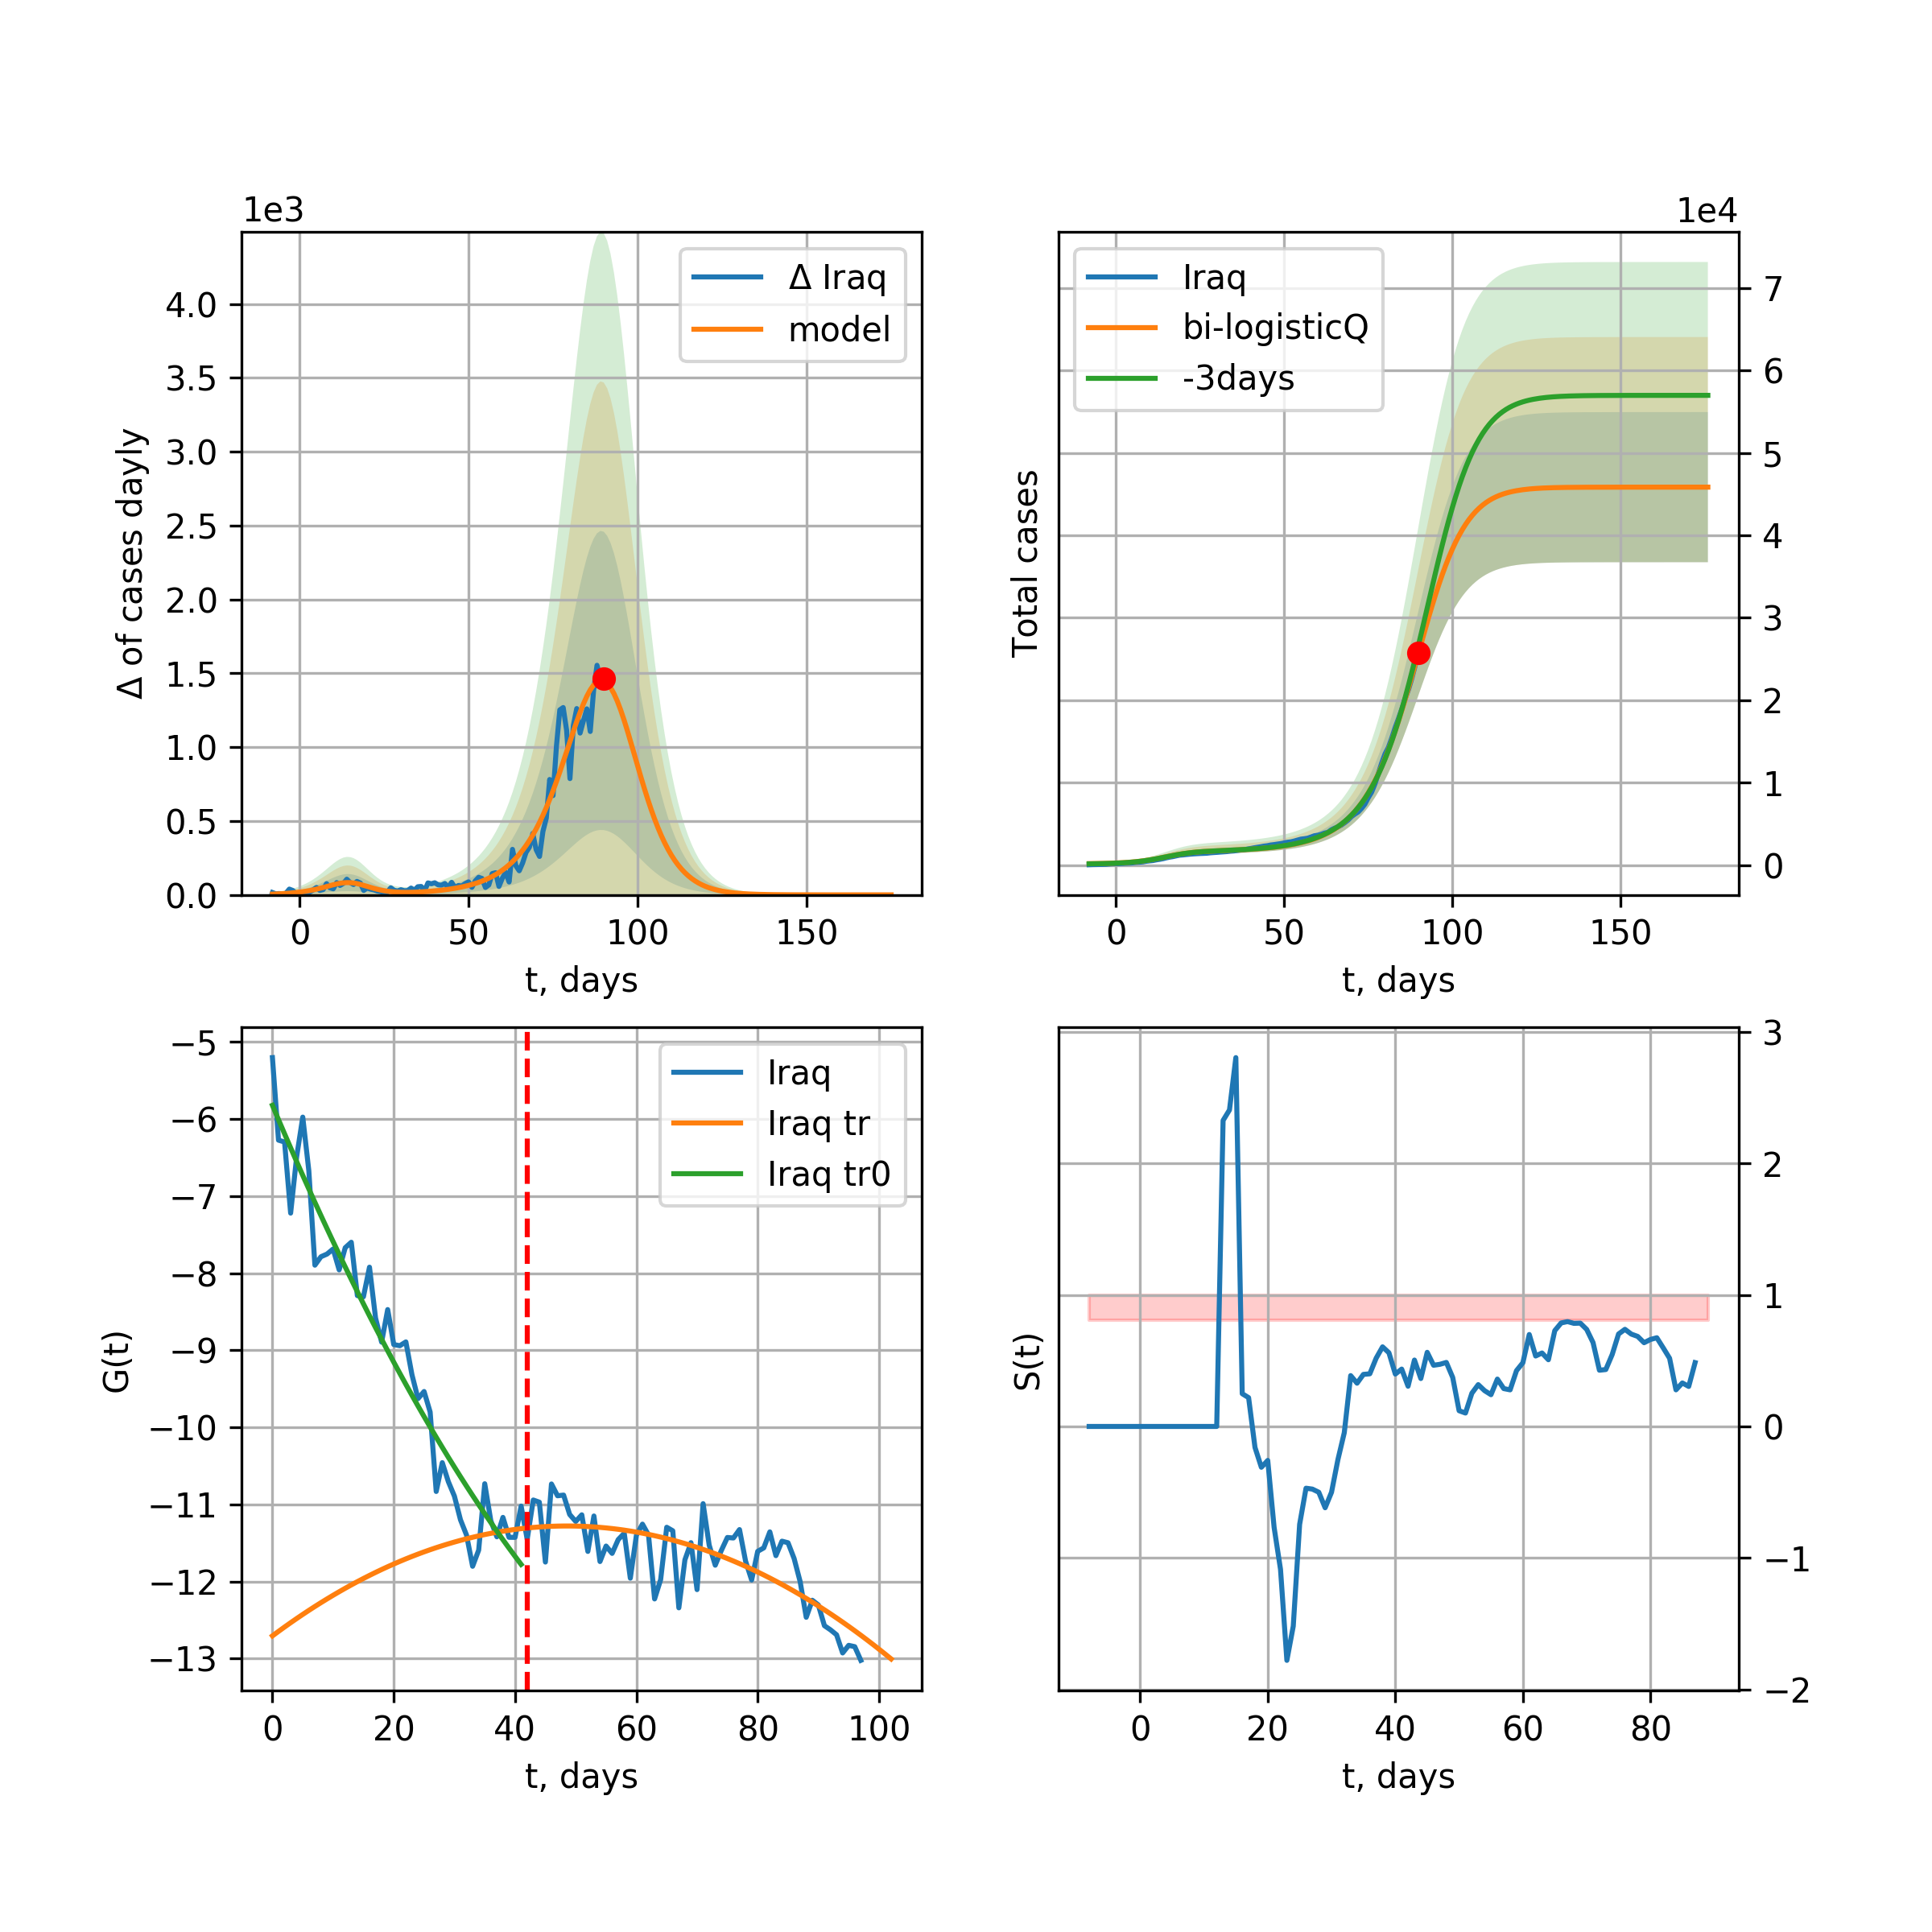 1e3
Δ of cases dayly
4.0
3.5
3.0
2.5
2.0
1.5
1.0
0.5
0.0
Δ Iraq
model
0 50 100 150
t, days
1e4
Total cases
Iraq
bi-logisticQ
-3days
7
6
5
4
3
2
1
0
0 50 100 150
t, days
G(t)
−5
−6
−7
−8
−9
−10
−11
−12
−13
Iraq
Iraq tr
Iraq tr0
0 20 40 60 80 100
t, days
S(t)
3
2
1
0
−1
−2
0 20 40 60 80
t, days